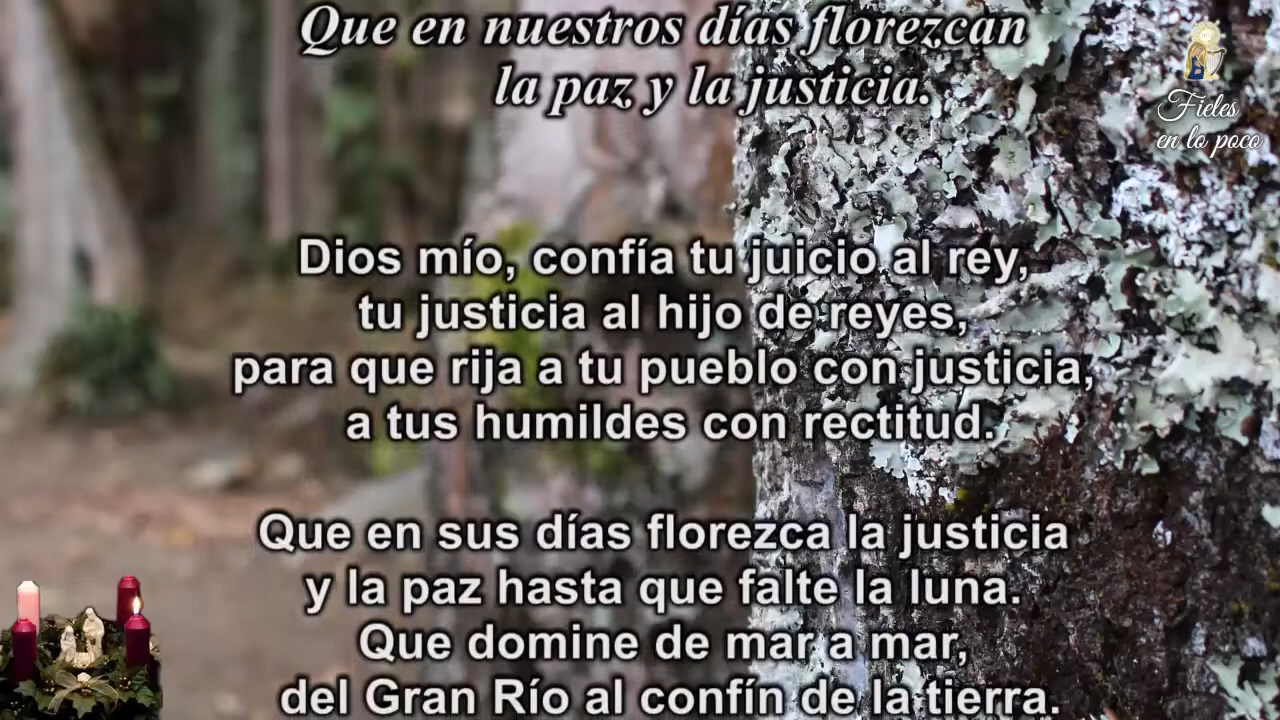 Que en nuestros días florezcan
la paz y la justicia.
Fieles
en lo poco
Dios mío, confía tu juicio al rey,
tu justicia al hijo de reyes,
para que rija a tu pueblo con justicia,
a tus humildes con rectitud.
Que en sus días florezca la justicia
y la paz hasta que falte la luna.
Que domine de mar a mar,
del Gran Río al confín de la tierra.